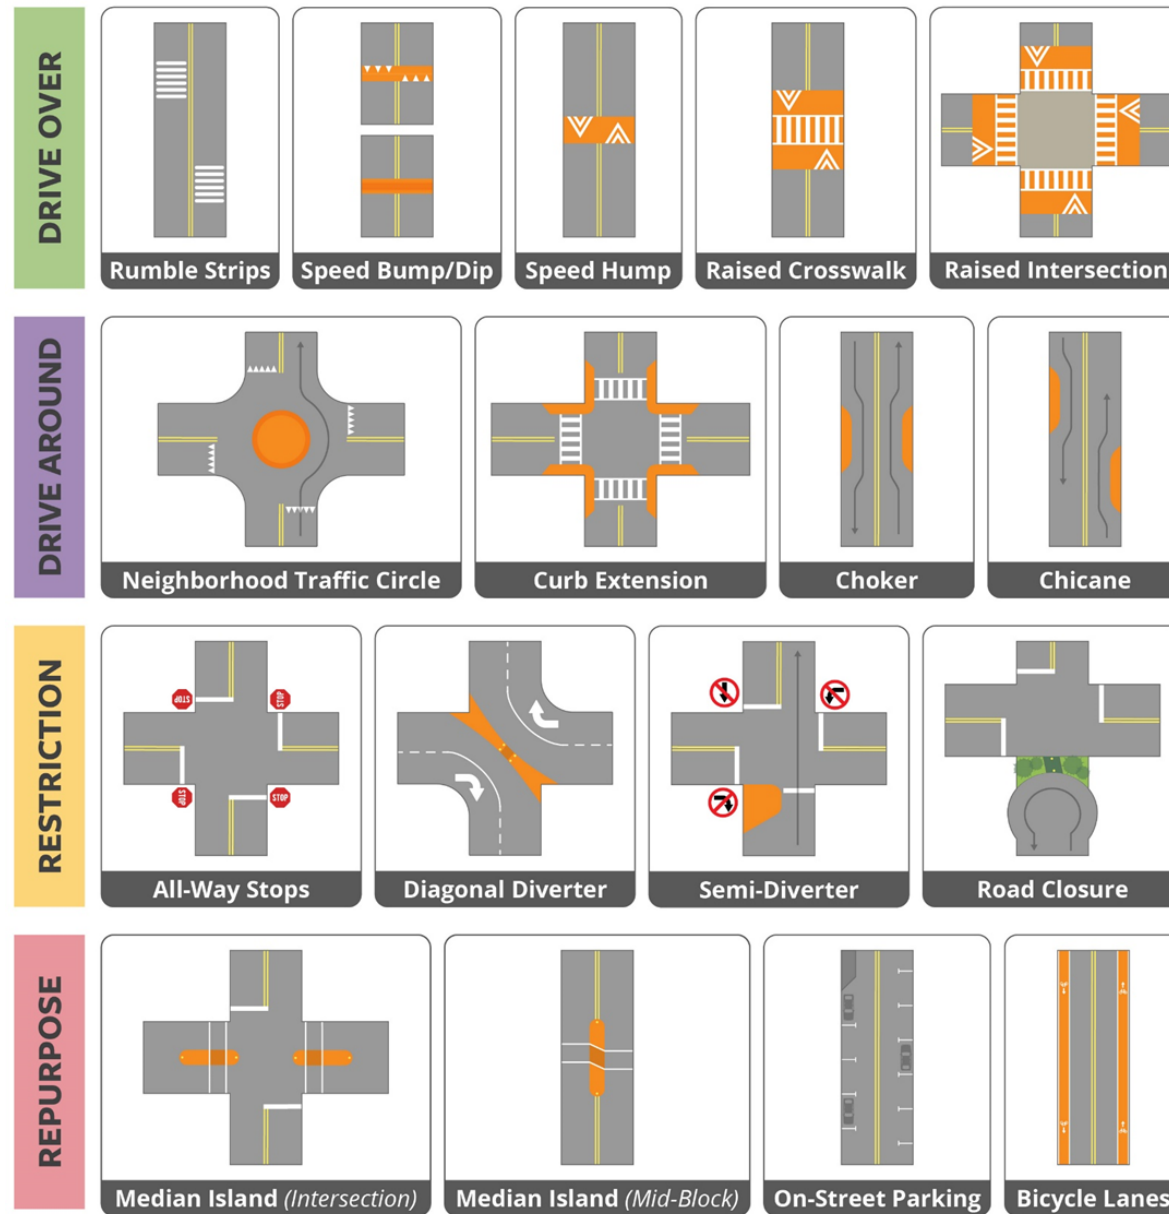 DRIVE OVER
Rumble Strips
Speed Bump/Dip
Speed Hump
Raised Crosswalk
Raised Intersection
DRIVE AROUND
Neighborhood Traffic Circle
Curb Extension
Choker
Chicane
RESTRICTION
STOP
STOP
STOP
STOP
All-Way Stops
Diagonal Diverter
Semi-Diverter
Road Closure
REPURPOSE
Median Island (Intersection)
Median Island (Mid-Block)
On-Street Parking
Bicycle Lanes